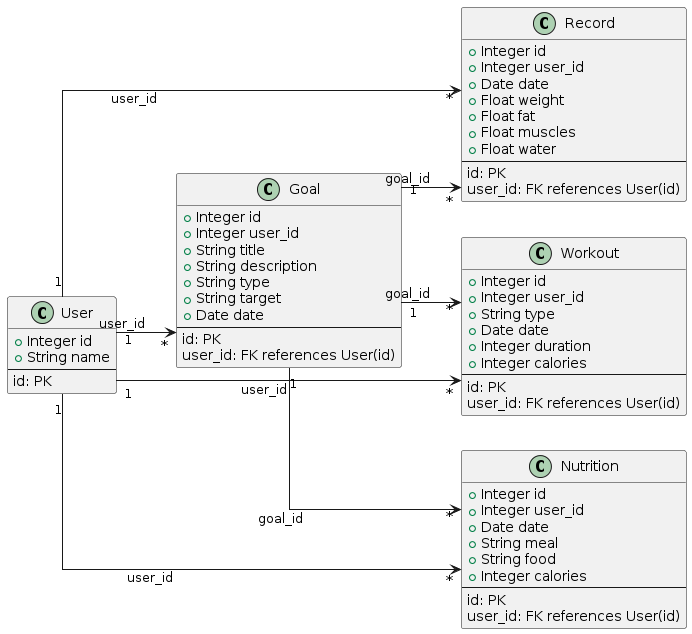 C Record
Integer id
Integer user_id
Date date
Float weight
Float fat
Float muscles
Float water
id: PK
user_id: FK references User(id)
user_id
*
C Goal
Integer id
Integer user_id
String title
String description
String type
String target
Date date
id: PK
user_id: FK references User(id)
goal_id
1
*
C Workout
Integer id
Integer user_id
String type
Date date
Integer duration
Integer calories
id: PK
user_id: FK references User(id)
goal_id
1
*
1
C User
Integer id
String name
id: PK
user_id
1
*
1
user_id
*
1
1
goal_id
*
C Nutrition
Integer id
Integer user_id
Date date
String meal
String food
Integer calories
id: PK
user_id: FK references User(id)
user_id
*